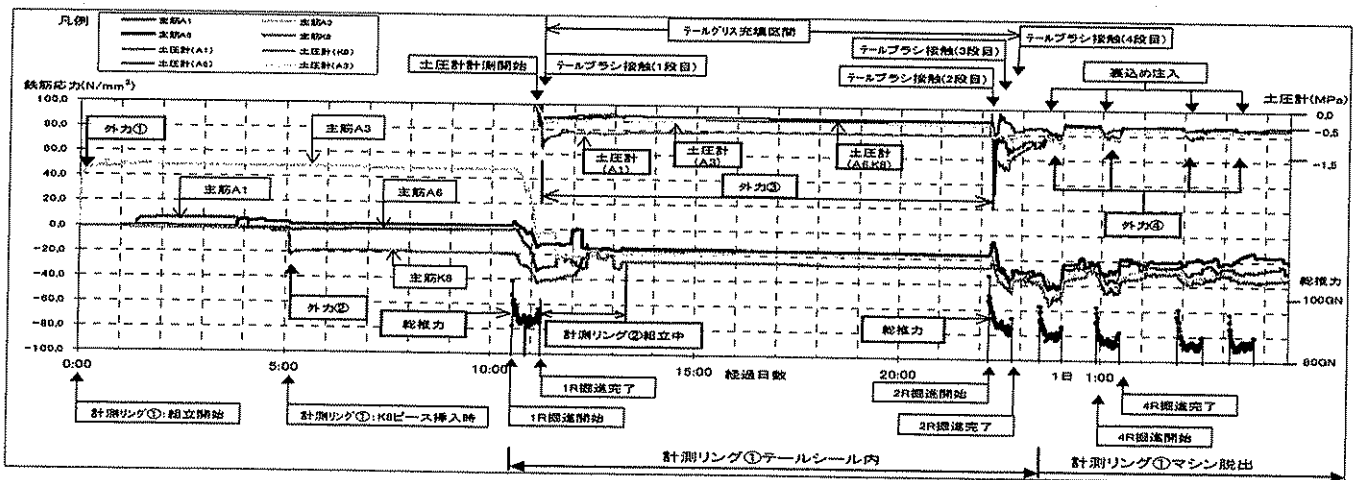 凡例
主筋A1
主筋A3
主筋A6
主筋K8
土圧計(A1)
土圧計(K8)
土圧計(A6)
土圧計(A3)
テールグリス充填区間
テールブラシ接触(4段目)
テールブラシ接触(3段目)
土圧計計測開始
テールブラシ接触(1段目)
テールブラシ接触(2段目)
裏込め注入
鉄筋応力(N/mm²)
土圧計(MPa)
100.0
80.0
60.0
40.0
20.0
0.0
-20.0
-40.0
-60.0
-80.0
-100.0
0.0
-0.5
-1.5
外力①
主筋A3
土圧計(A1)
土圧計(A3)
土圧計(A6,K8)
外力③
主筋A1
主筋A6
外力④
主筋K8
外力②
総推力
計測リング②組立中
総推力
総推力
100GN
80GN
0:00
5:00
10:00
15:00
経過日数
20:00
1日
1:00
計測リング①:組立開始
計測リング①:K8ピース挿入時
1R掘進完了
1R掘進開始
2R掘進開始
2R掘進完了
4R掘進完了
4R掘進開始
計測リング①テールシール内
計測リング①マシン脱出